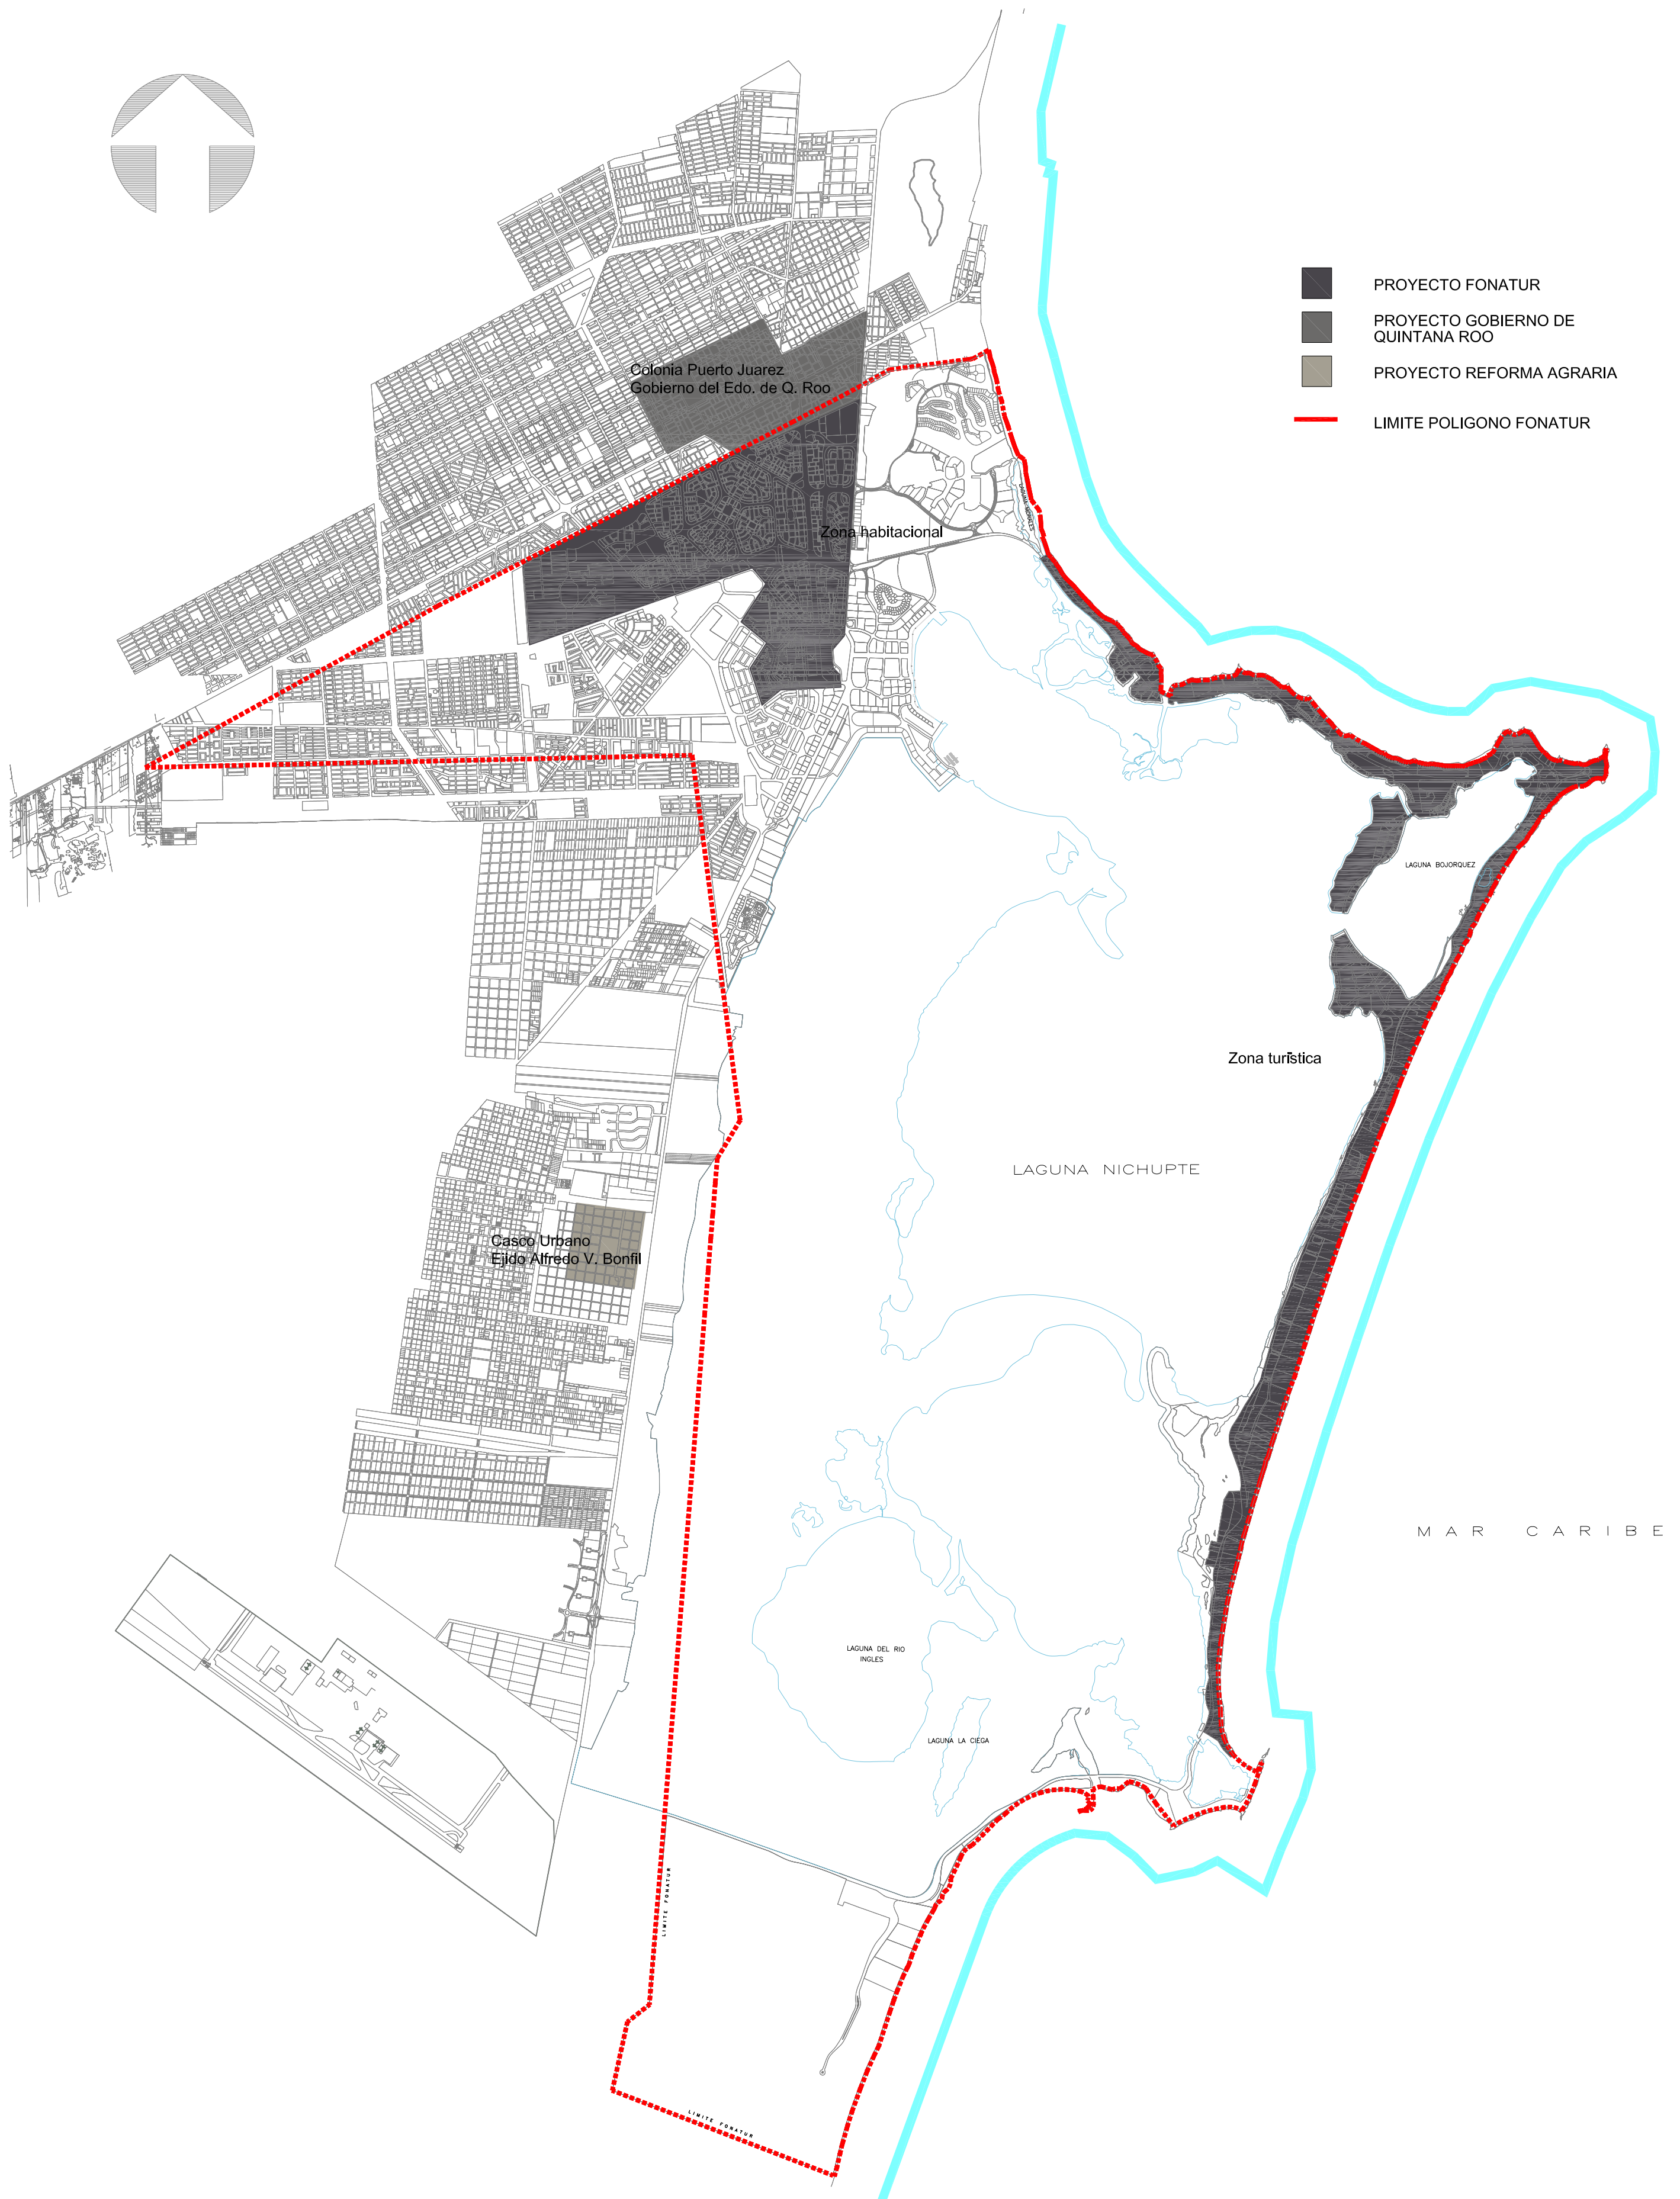 PROYECTO FONATUR
PROYECTO GOBIERNO DE
QUINTANA ROO
PROYECTO REFORMA AGRARIA
LIMITE POLIGONO FONATUR
Colonia Puerto Juarez
Gobierno del Edo. de Q. Roo
LAGUNA MORALES
Zona habitacional
LAGUNA BOJORQUEZ
Zona turística
LAGUNA NICHUPTE
Casco Urbano
Ejido Alfredo V. Bonfil
MAR CARIBE
LAGUNA DEL RIO
INGLES
LAGUNA LA CIEGA
LIMITE FONATUR
LIMITE FONATUR